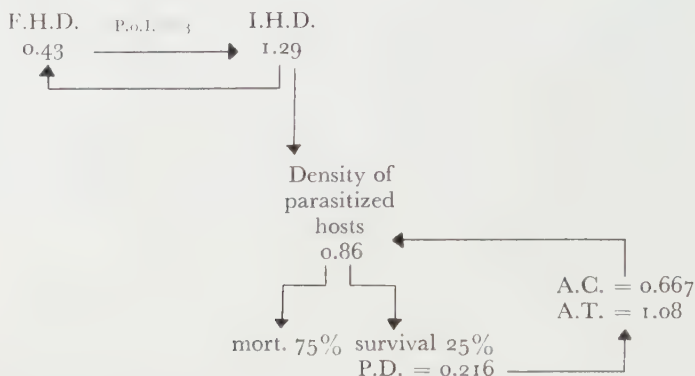 F.H.D.
0.43
P.o.I. 3
I.H.D.
1.29
Density of
parasitized
hosts
0.86
A.C. = 0.667
A.T. = 1.08
mort. 75% survival 25%
P.D. = 0.216